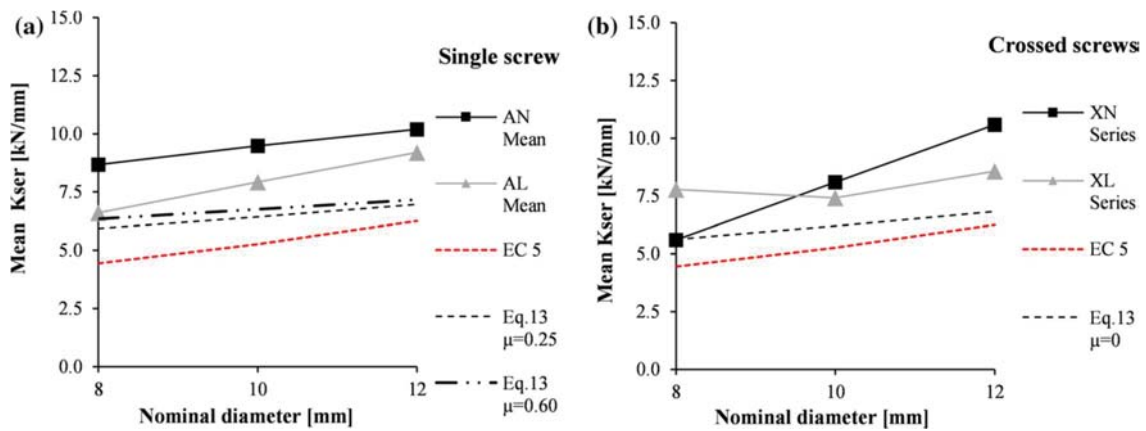 (a)
Mean Kser [kN/mm]
15.0
12.5
10.0
7.5
5.0
2.5
0.0
8
10
12
Nominal diameter [mm]
Single screw
AN
Mean
AL
Mean
EC 5
Eq.13
μ=0.25
Eq.13
μ=0.60
(b)
Mean Kser [kN/mm]
15.0
12.5
10.0
7.5
5.0
2.5
0.0
8
10
12
Nominal diameter [mm]
Crossed screws
XN
Series
XL
Series
EC 5
Eq.13
μ=0